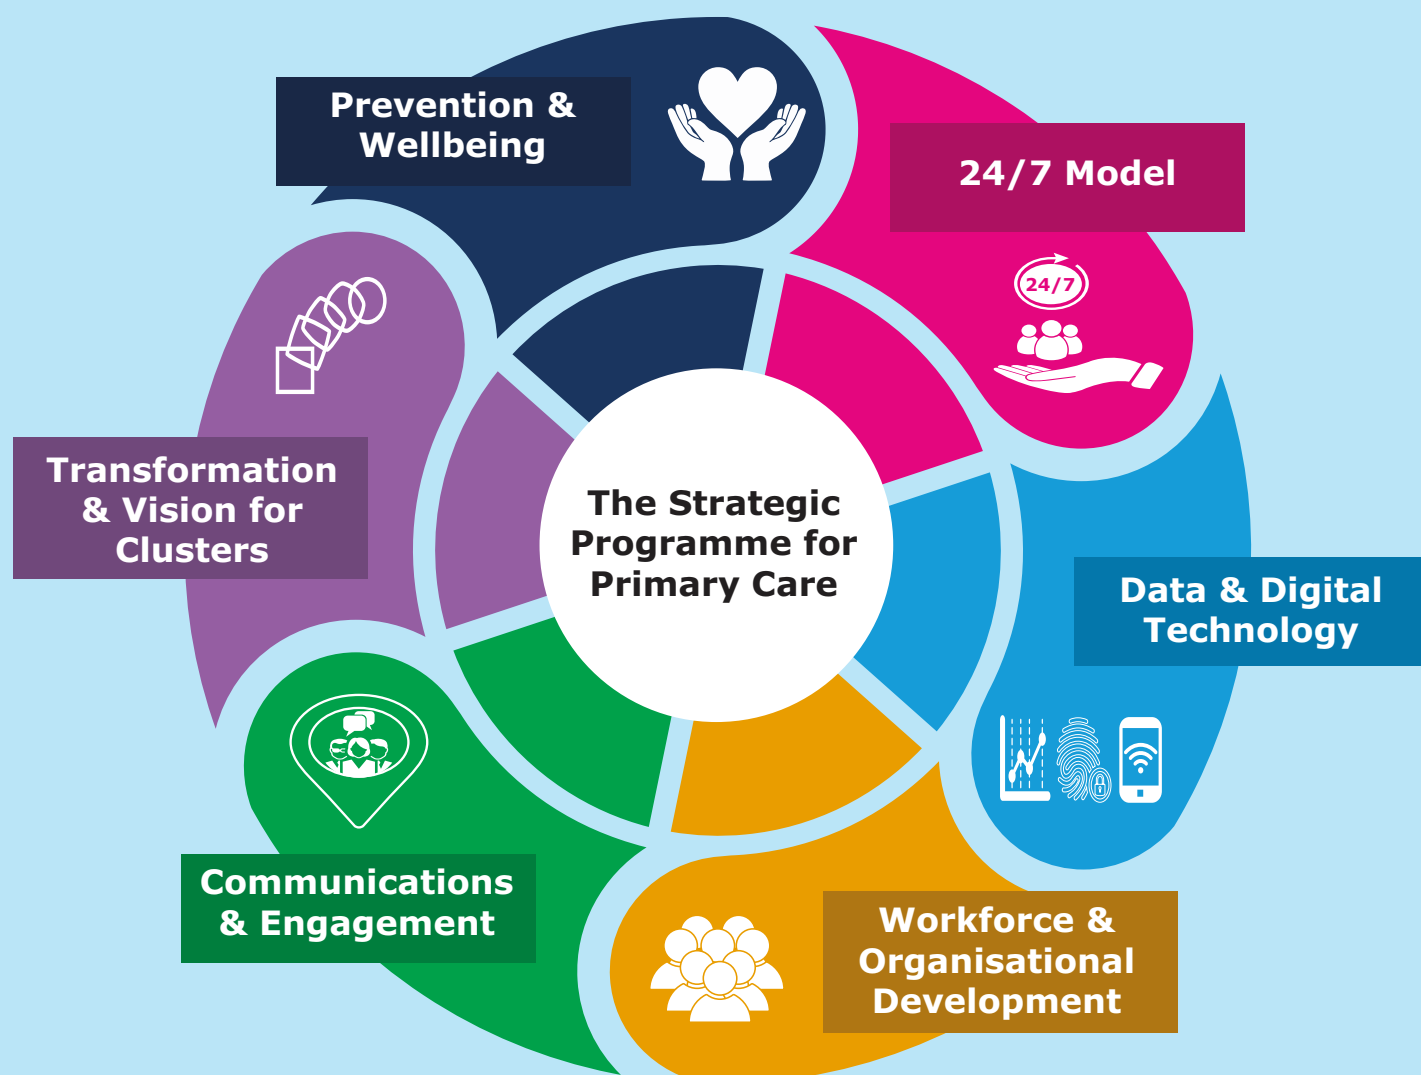 Prevention &
Wellbeing
24/7 Model
24/7
Transformation
& Vision for
Clusters
The Strategic
Programme for
Primary Care
Data & Digital
Technology
Communications
& Engagement
Workforce &
Organisational
Development